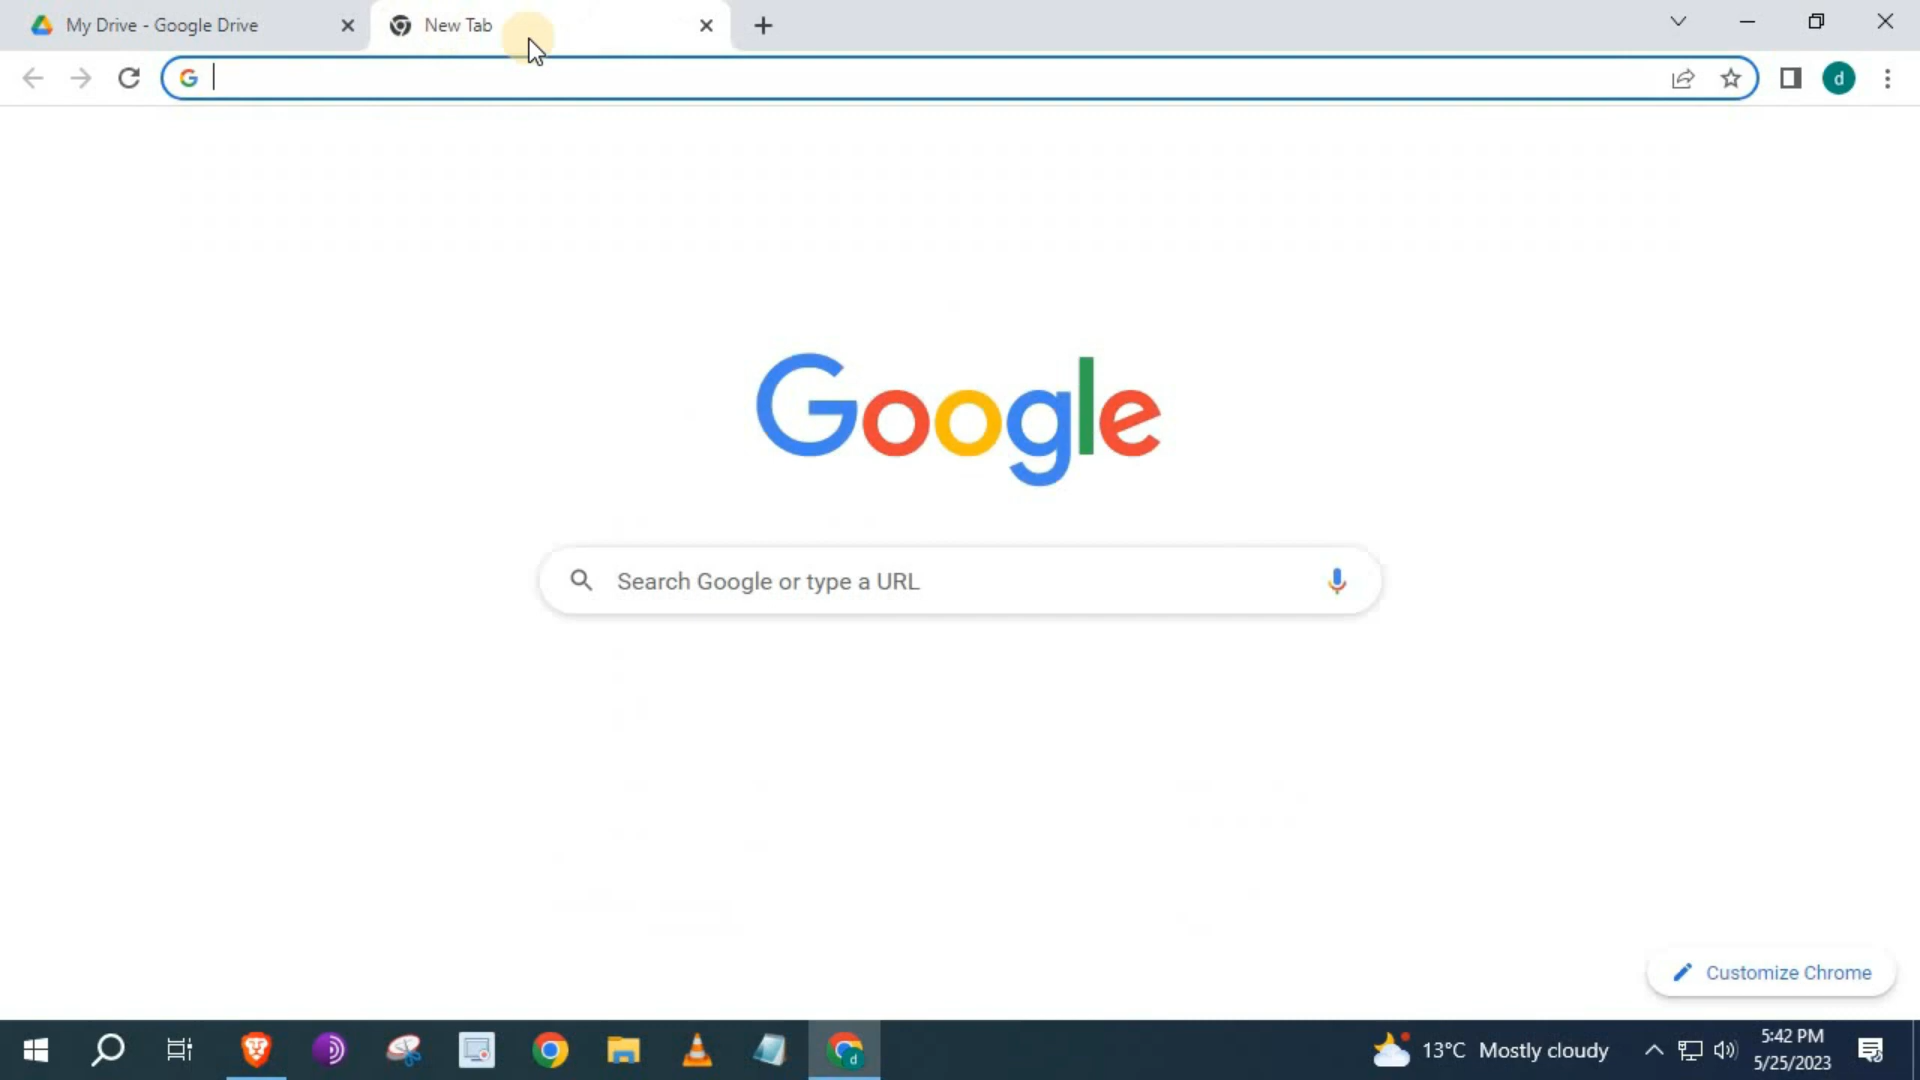 My Drive - Google Drive
New Tab
d
Google
Search Google or type a URL
Customize Chrome
d
13°C Mostly cloudy
5:42 PM
5/25/2023